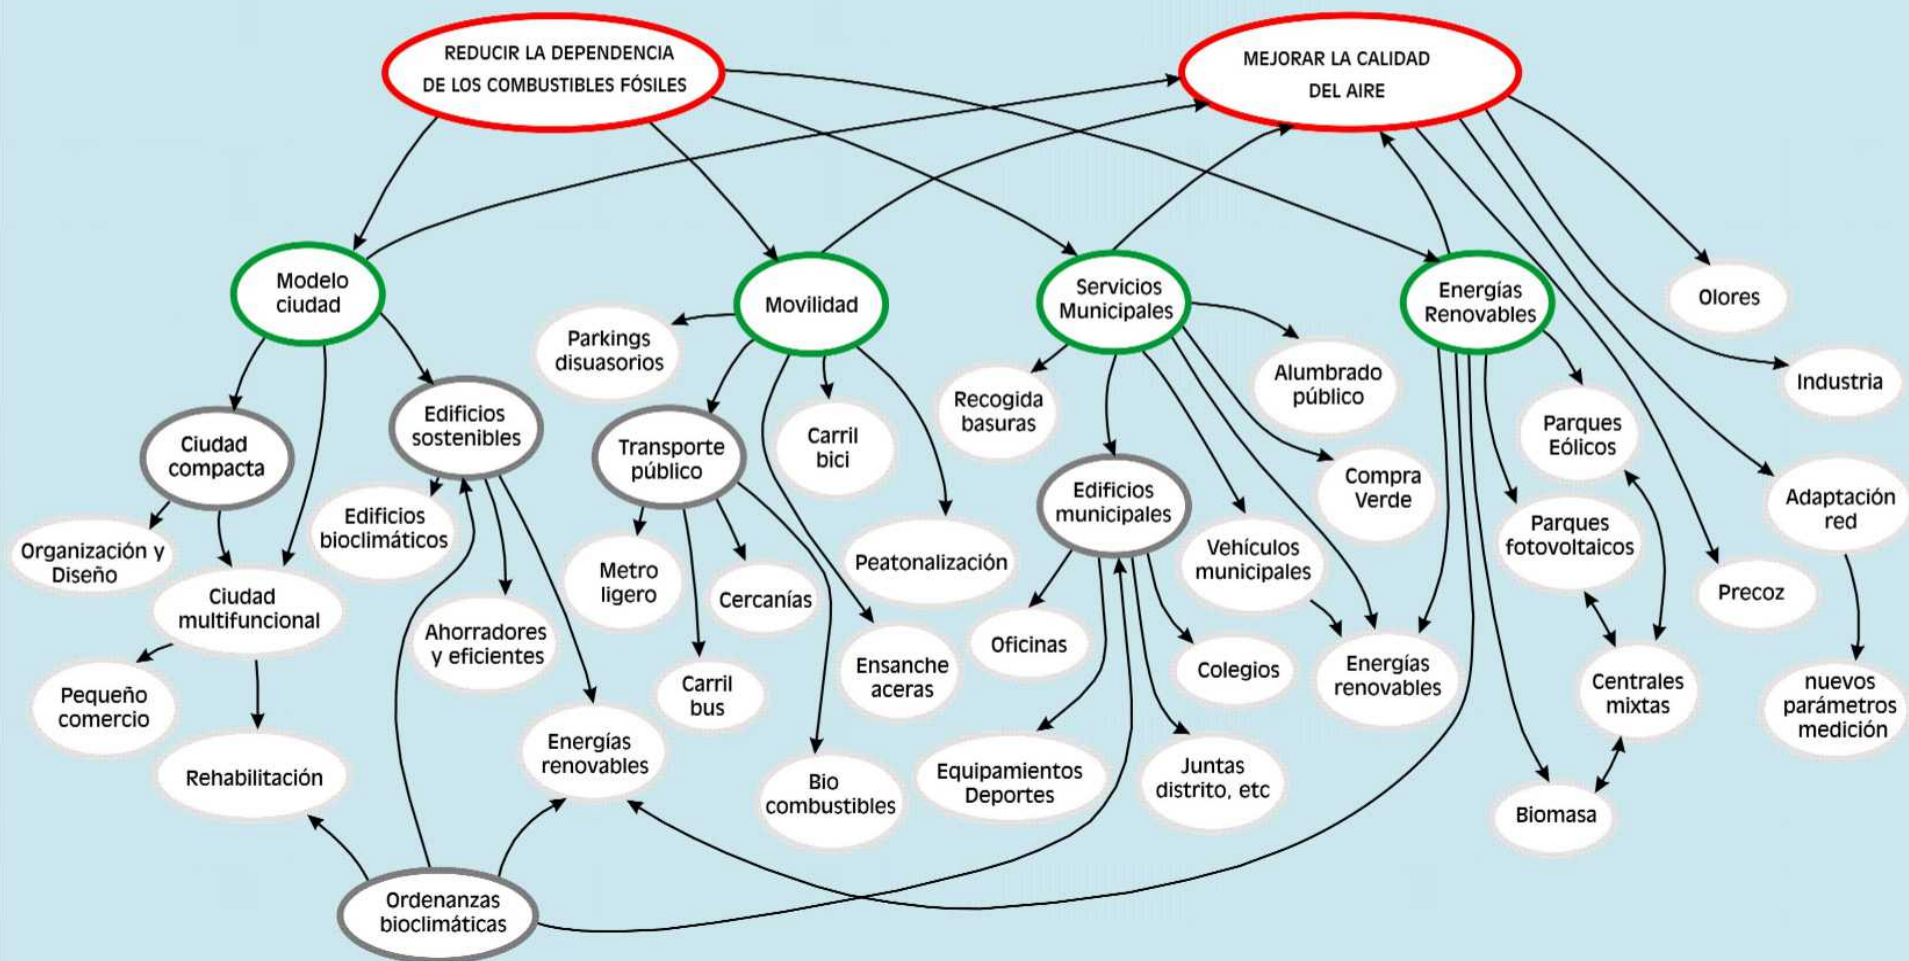 REDUCIR LA DEPENDENCIA
DE LOS COMBUSTIBLES FÓSILES
MEJORAR LA CALIDAD
DEL AIRE
Modelo
ciudad
Movilidad
Servicios
Municipales
Energías
Renovables
Olores
Parkings
disuasorios
Industria
Alumbrado
público
Recogida
basuras
Parques
Eólicos
Ciudad
compacta
Edificios
sostenibles
Transporte
público
Carril
bici
Compra
Verde
Edificios
municipales
Adaptación
red
Edificios
bioclimáticos
Parques
fotovoltaicos
Organización y
Diseño
Vehículos
municipales
Peatonalización
Metro
ligero
Cercanías
Precoz
Ciudad
multifuncional
Ahorradores
y eficientes
Oficinas
Colegios
Ensanche
aceras
Energías
renovables
Carril
bus
Centrales
mixtas
nuevos
parámetros
medición
Pequeño
comercio
Energías
renovables
Rehabilitación
Bio
combustibles
Equipamientos
Deportes
Juntas
distrito, etc
Biomasa
Ordenanzas
bioclimáticas